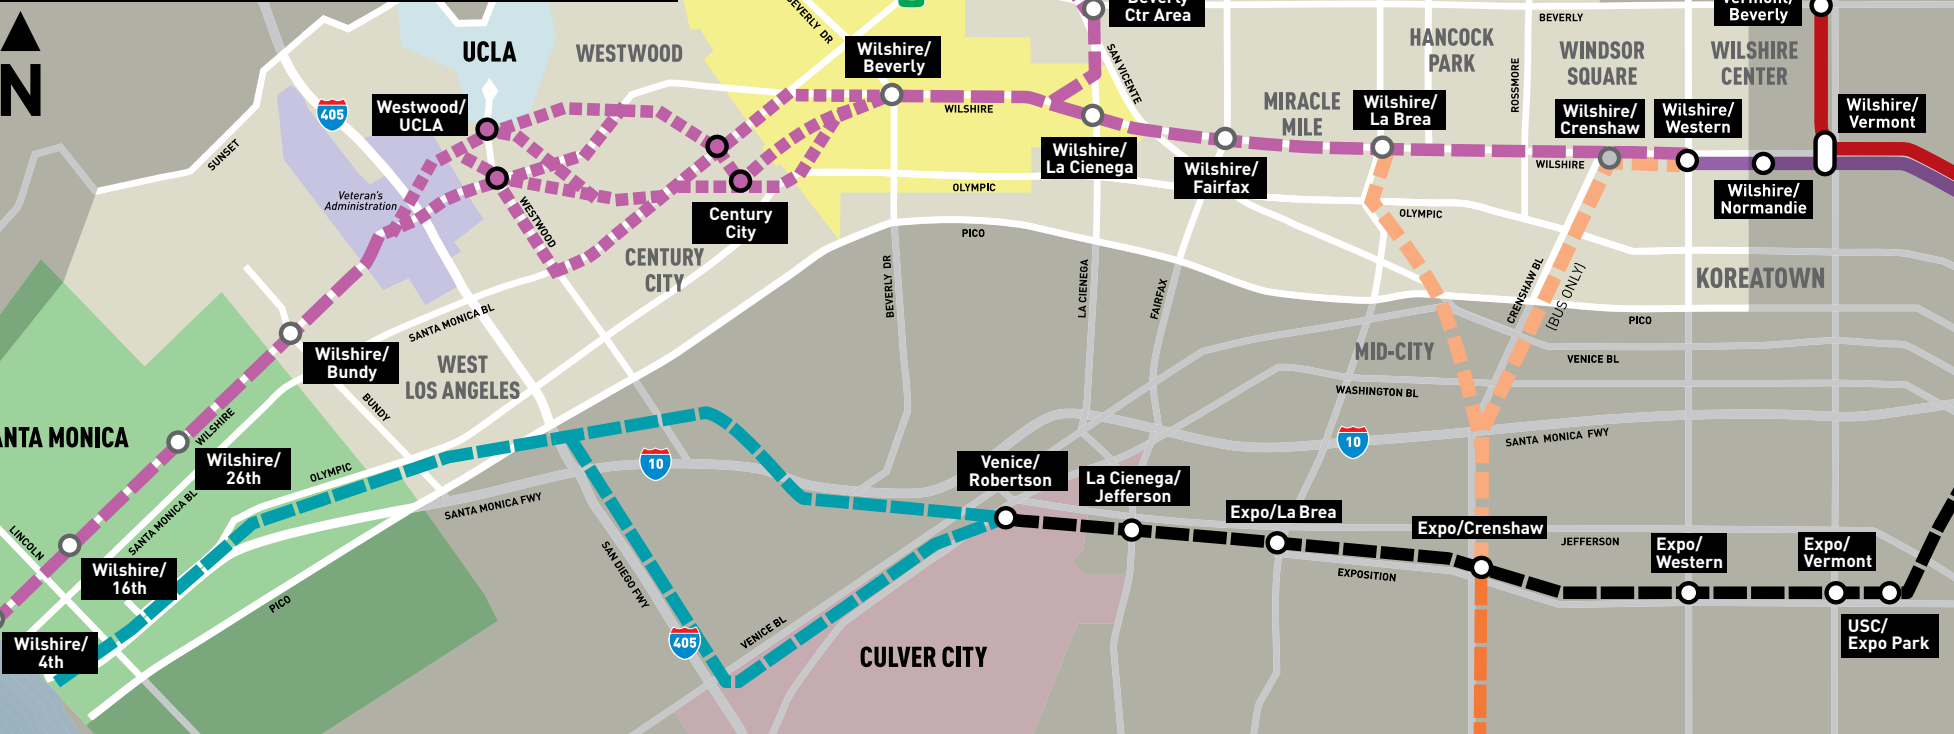 N
UCLA
WESTWOOD
BEVERLY DR
Wilshire/
Beverly
Beverly
Ctr Area
SAN VICENTE
BEVERLY
Vermont/
Beverly
HANCOCK
PARK
ROSSMORE
WINDSOR
SQUARE
WILSHIRE
CENTER
405
Westwood/
UCLA
WILSHIRE
MIRACLE
MILE
Wilshire/
La Brea
Wilshire/
Crenshaw
Wilshire/
Western
Wilshire/
Vermont
SUNSET
Veteran's
Administration
WESTWOOD
Wilshire/
La Cienega
Wilshire/
Fairfax
WILSHIRE
Wilshire/
Normandie
OLYMPIC
OLYMPIC
Century
City
PICO
CENTURY
CITY
BEVERLY DR
LA CIENEGA
FAIRFAX
CRENSHAW BL
(BUS ONLY)
KOREATOWN
PICO
SANTA MONICA BL
Wilshire/
Bundy
WEST
LOS ANGELES
BUNDY
MID-CITY
VENICE BL
WASHINGTON BL
ANTA MONICA
WILSHIRE
Wilshire/
26th
OLYMPIC
10
10
SANTA MONICA FWY
SANTA MONICA FWY
SANTA MONICA BL
Venice/
Robertson
La Cienega/
Jefferson
Expo/La Brea
Expo/Crenshaw
JEFFERSON
Expo/
Western
Expo/
Vermont
EXPOSITION
LINCOLN
Wilshire/
16th
PICO
SAN DIEGO FWY
405
VENICE BL
CULVER CITY
USC/
Expo Park
Wilshire/
4th